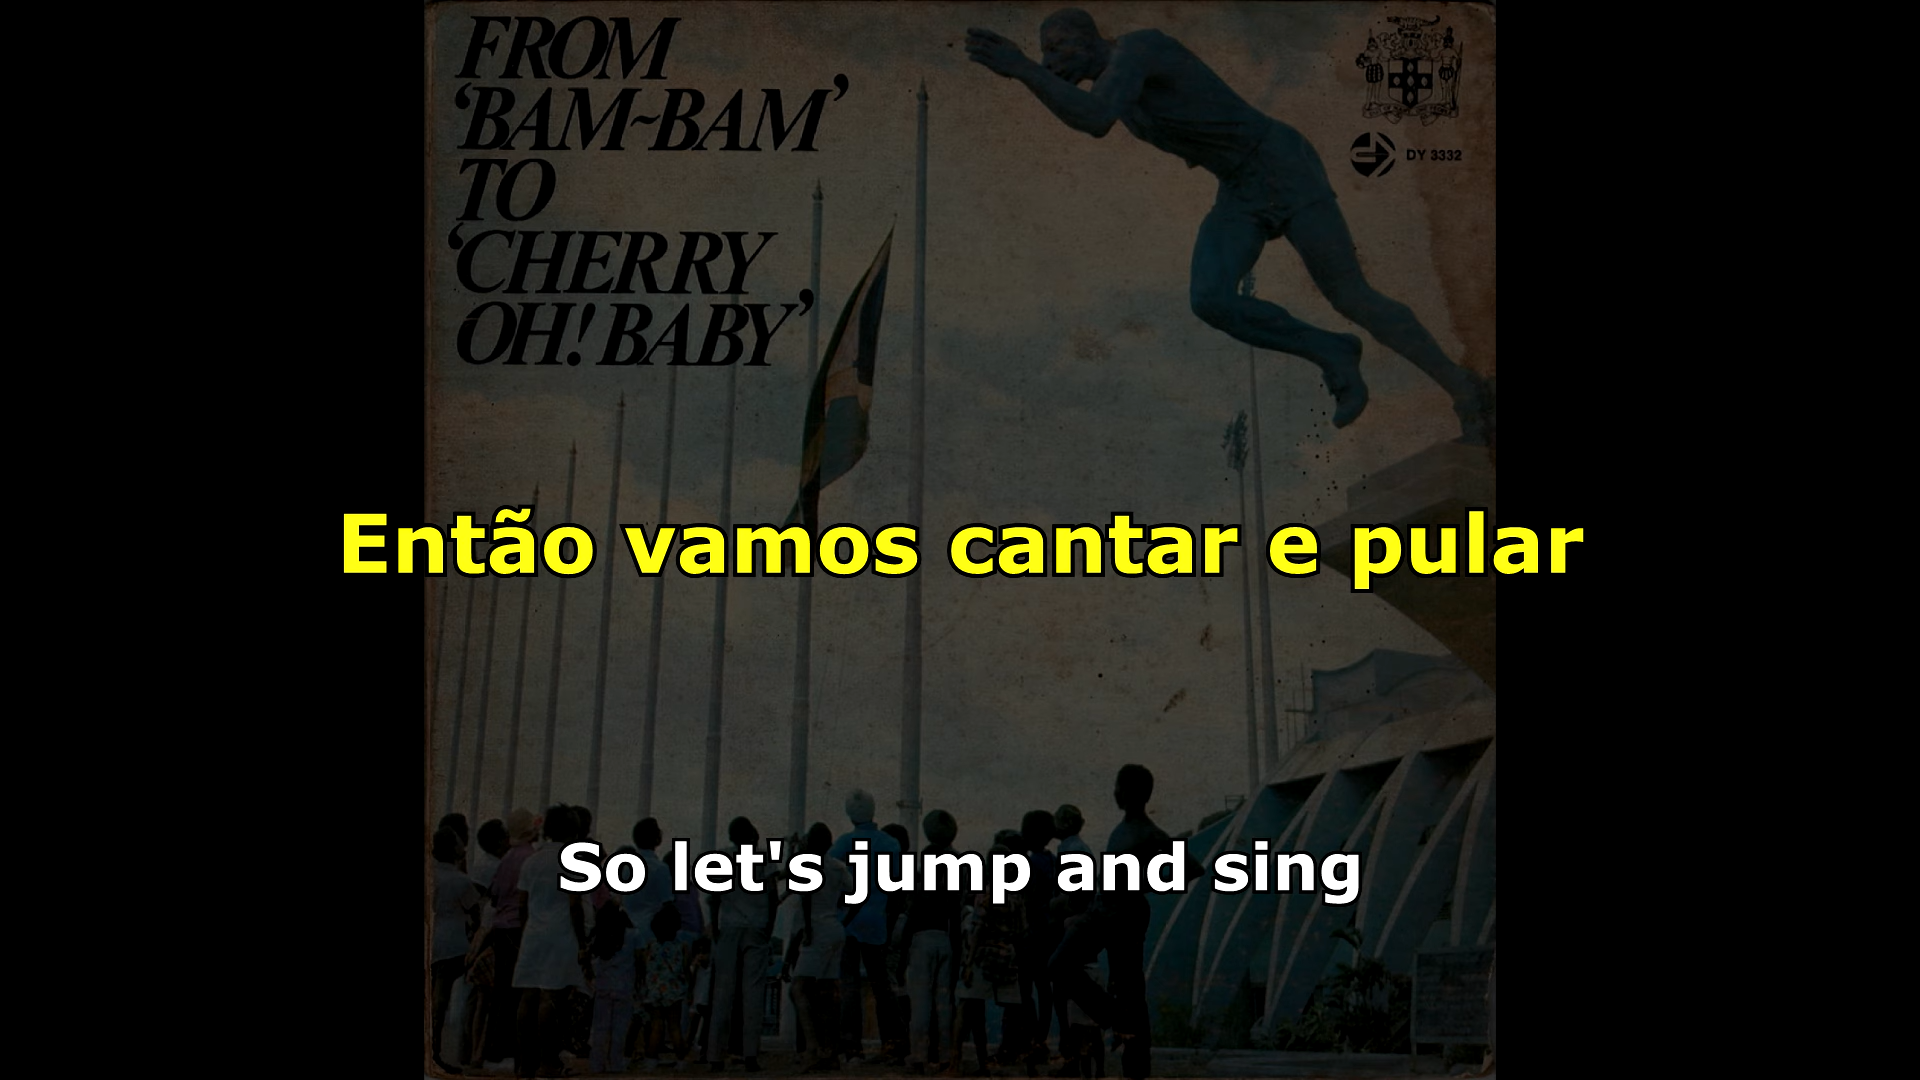 FROM
‘BAM~BAM’
TO
‘CHERRY
OH! BABY’
DY 3332
Então vamos cantar e pular
So let's jump and sing